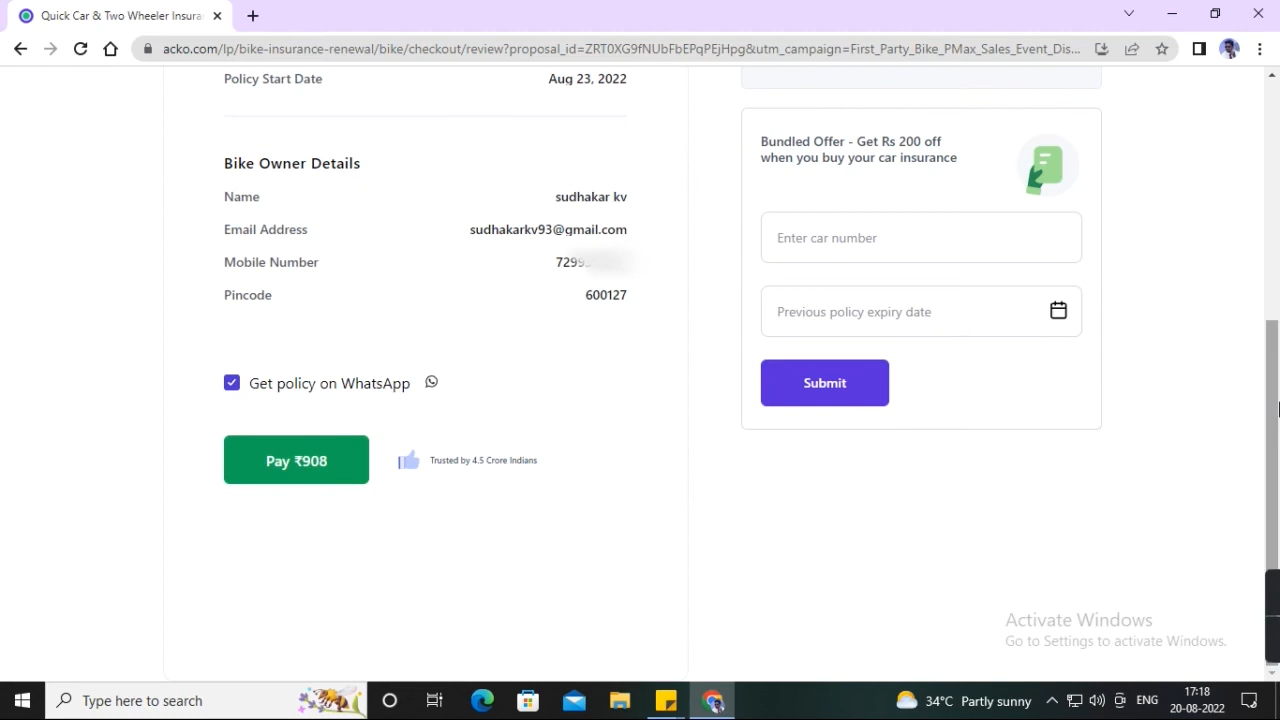 Quick Car & Two Wheeler Insurar
acko.com/lp/bike-insurance-renewal/bike/checkout/review?proposal_id=ZRT0XG9fNUbFbEPqPEjHpg&utm_campaign=First_Party_Bike_PMax_Sales_Event_Dis...
Policy Start Date Aug 23, 2022
Bike Owner Details
Name sudhakar kv
Email Address sudhakarkv93@gmail.com
Mobile Number
Pincode 600127
Get policy on WhatsApp
Pay ₹908 Trusted by 4.5 Crore Indians
Bundled Offer - Get Rs 200 off
when you buy your car insurance
Enter car number
Previous policy expiry date
Submit
Activate Windows
Go to Settings to activate Windows.
Type here to search
34°C Partly sunny
ENG
17:18
20-08-2022